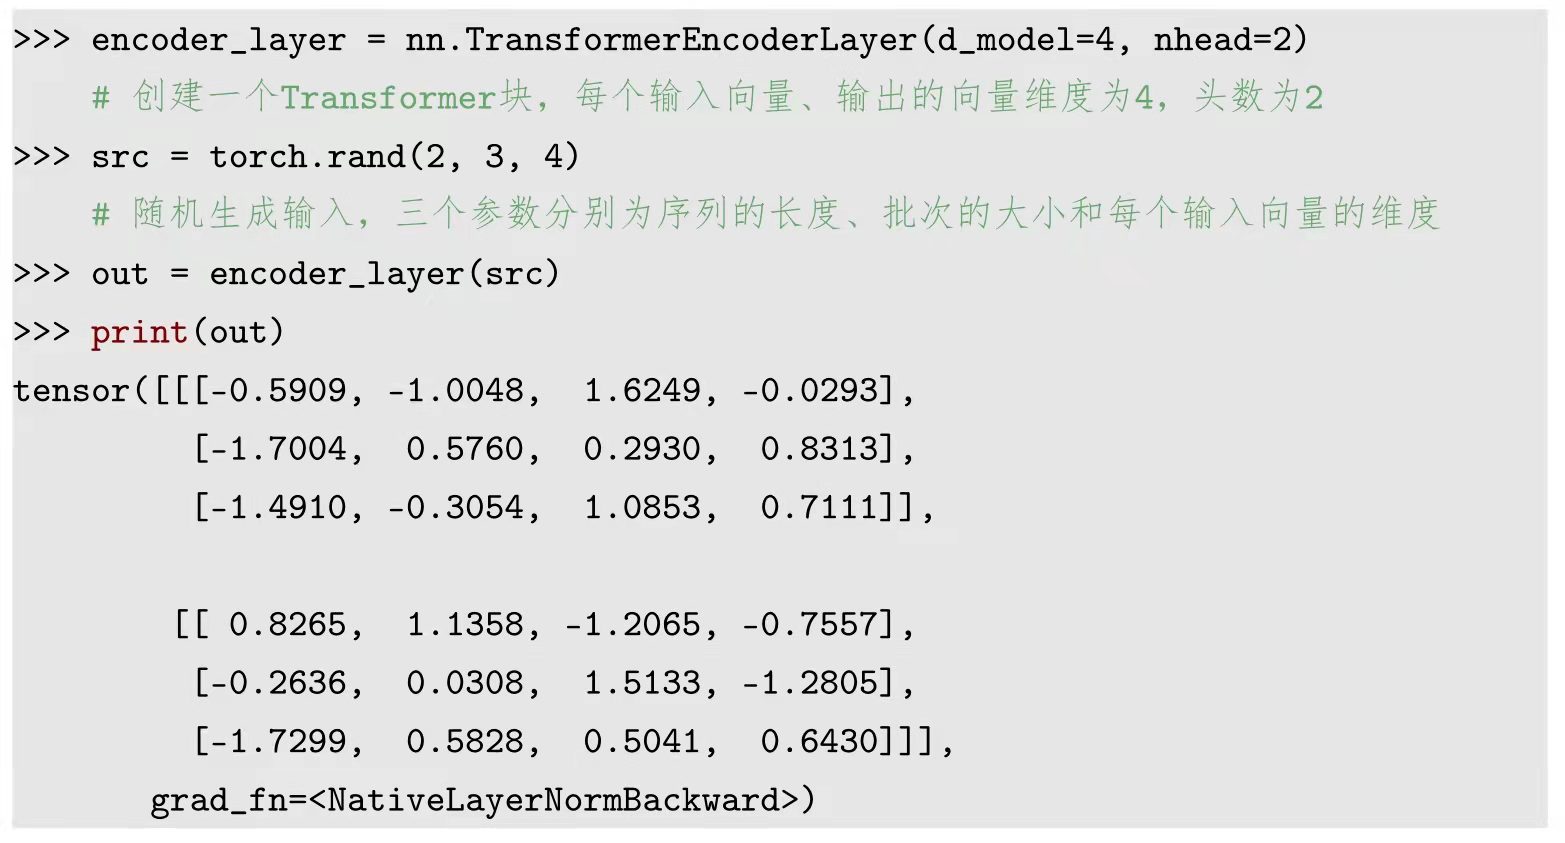 >>> encoder_layer = nn.TransformerEncoderLayer(d_model=4, nhead=2)
    # 创建一个Transformer块，每个输入向量、输出的向量维度为4，头数为2
>>> src = torch.rand(2, 3, 4)
    # 随机生成输入，三个参数分别为序列的长度、批次的大小和每个输入向量的维度
>>> out = encoder_layer(src)
>>> print(out)
tensor([[[-0.5909, -1.0048,  1.6249, -0.0293],
         [-1.7004,  0.5760,  0.2930,  0.8313],
         [-1.4910, -0.3054,  1.0853,  0.7111]],
        [[ 0.8265,  1.1358, -1.2065, -0.7557],
         [-0.2636,  0.0308,  1.5133, -1.2805],
         [-1.7299,  0.5828,  0.5041,  0.6430]]],
       grad_fn=<NativeLayerNormBackward>)